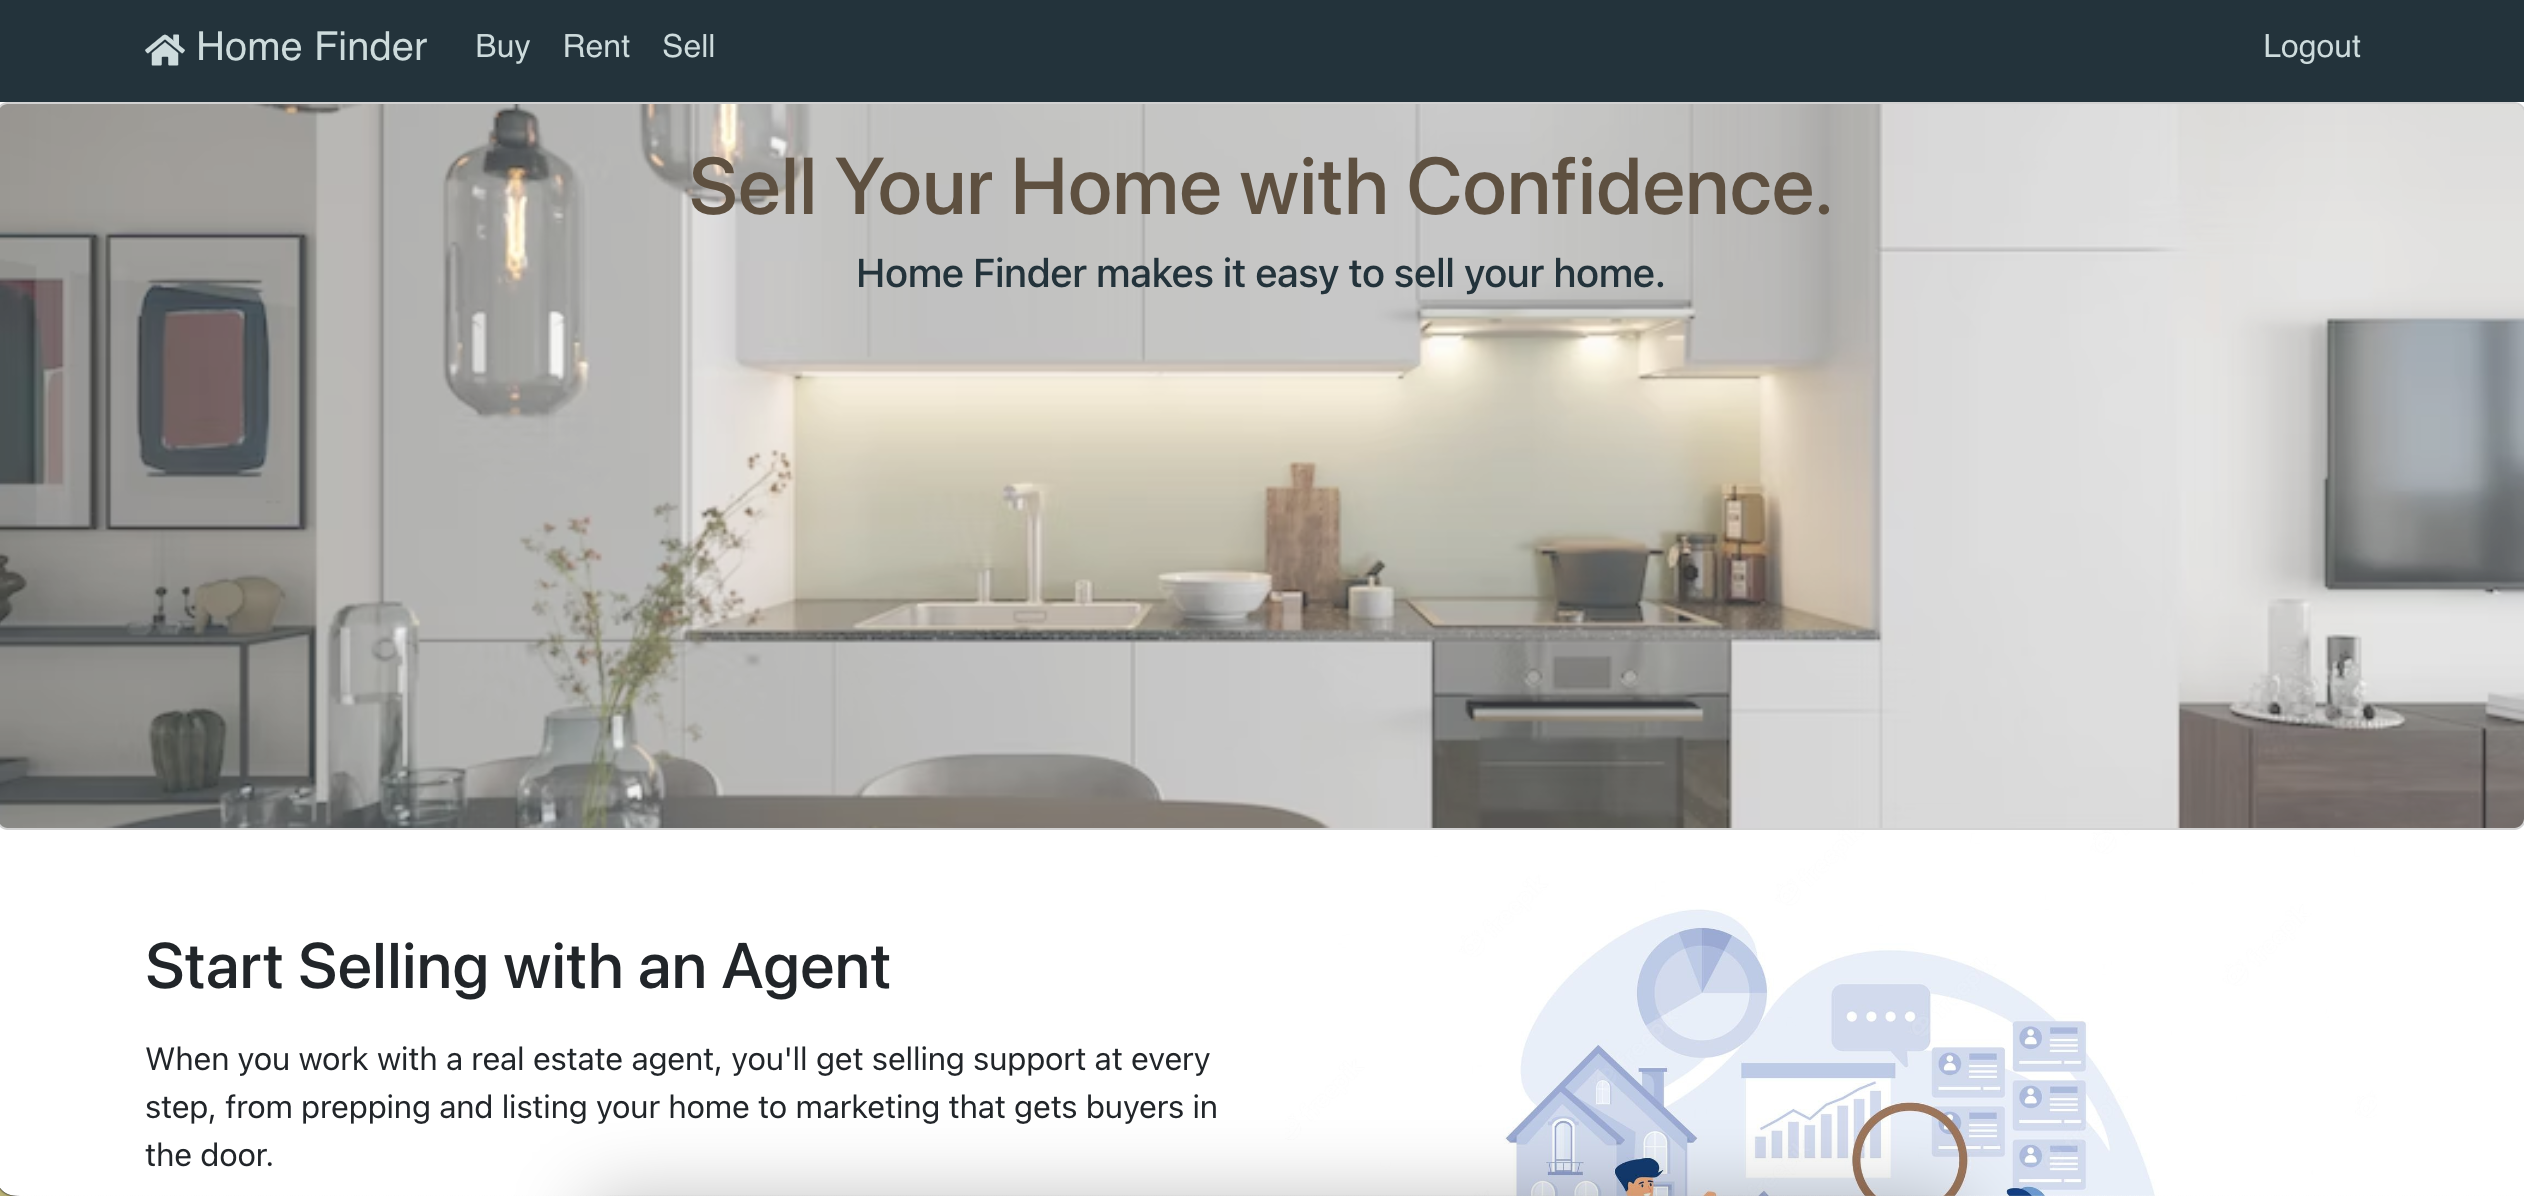 Home Finder Buy Rent Sell Logout
Sell Your Home with Confidence.
Home Finder makes it easy to sell your home.
Start Selling with an Agent
When you work with a real estate agent, you'll get selling support at every
step, from prepping and listing your home to marketing that gets buyers in
the door.